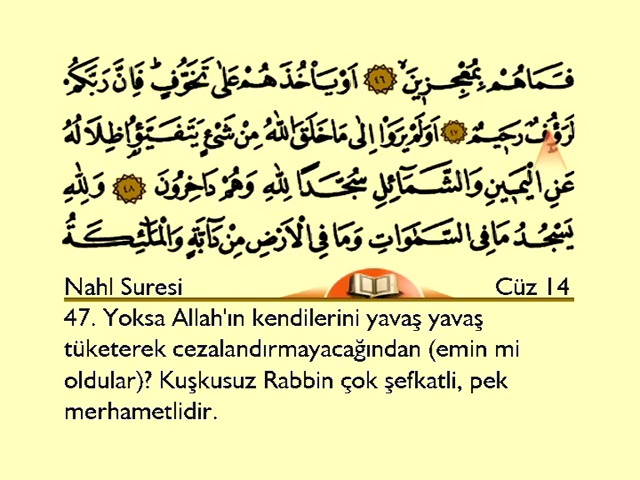 فَمَاهُمْ بِمُعْجِزٖينَۙ ﴿٤٦﴾ اَوْ يَأْخُذَهُمْ عَلٰى تَخَوُّفٍؕ فَاِنَّ رَبَّكُمْ
لَرَؤُ۫فٌ رَحٖيمٌ ﴿٤٧﴾ اَوَلَمْ يَرَوْا اِلٰى مَا خَلَقَ اللّٰهُ مِنْ شَیْءٍ يَتَفَيَّؤُ۬ا ظِلَالُهُ
عَنِ الْيَمٖينِ وَالشَّمَٓائِلِ سُجَّدًا لِلّٰهِ وَهُمْ دَاخِرُونَ ﴿٤٨﴾ وَلِلّٰهِ
يَسْجُدُ مَا فِی السَّمٰوَاتِ وَمَا فِی الْاَرْضِ مِنْ دَٓابَّةٍ وَالْمَلٰٓئِكَةُ
Nahl Suresi Cüz 14
47. Yoksa Allah'ın kendilerini yavaş yavaş
tüketerek cezalandırmayacağından (emin mi
oldular)? Kuşkusuz Rabbin çok şefkatli, pek
merhametlidir.